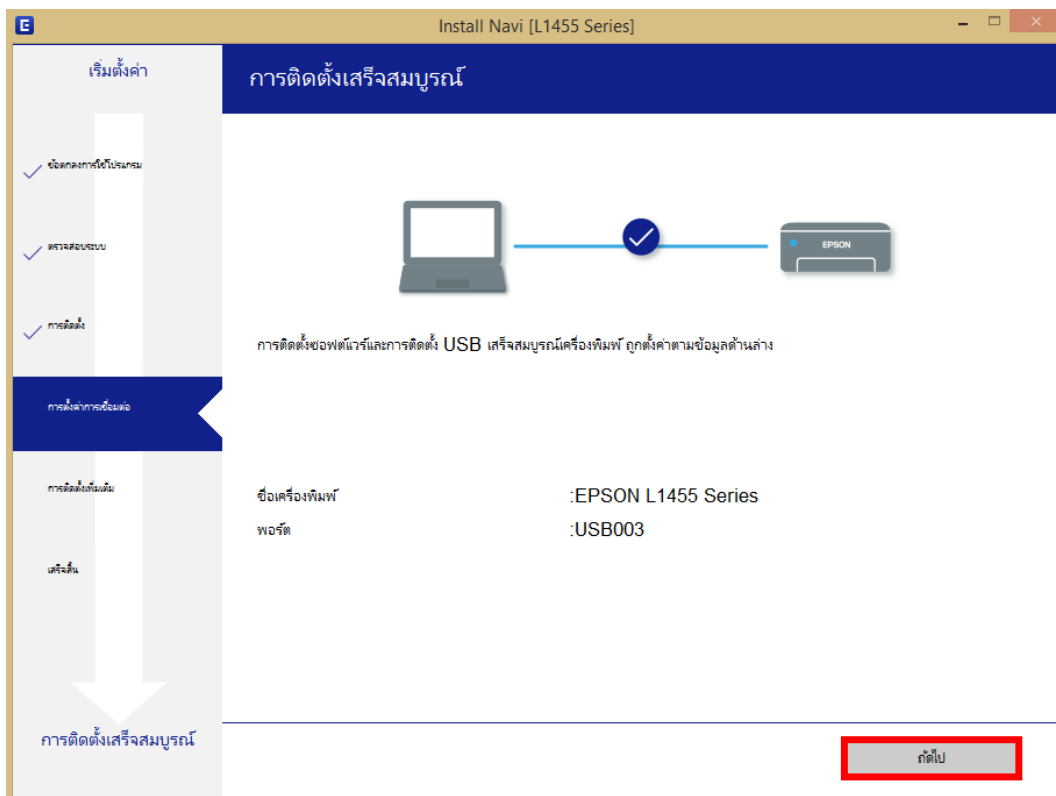 Install Navi [L1455 Series]
เริ่มตั้งค่า
การติดตั้งเสร็จสมบูรณ์
ข้อตกลงการใช้โปรแกรม
ตรวจสอบระบบ
การติดตั้ง
การตั้งค่าการเชื่อมต่อ
การติดตั้งเพิ่มเติม
เสร็จสิ้น
การติดตั้งเสร็จสมบูรณ์
EPSON
การติดตั้งซอฟต์แวร์และการติดตั้ง USB เสร็จสมบูรณ์เครื่องพิมพ์ ถูกตั้งค่าตามข้อมูลด้านล่าง
ชื่อเครื่องพิมพ์ :EPSON L1455 Series
พอร์ต :USB003
ถัดไป